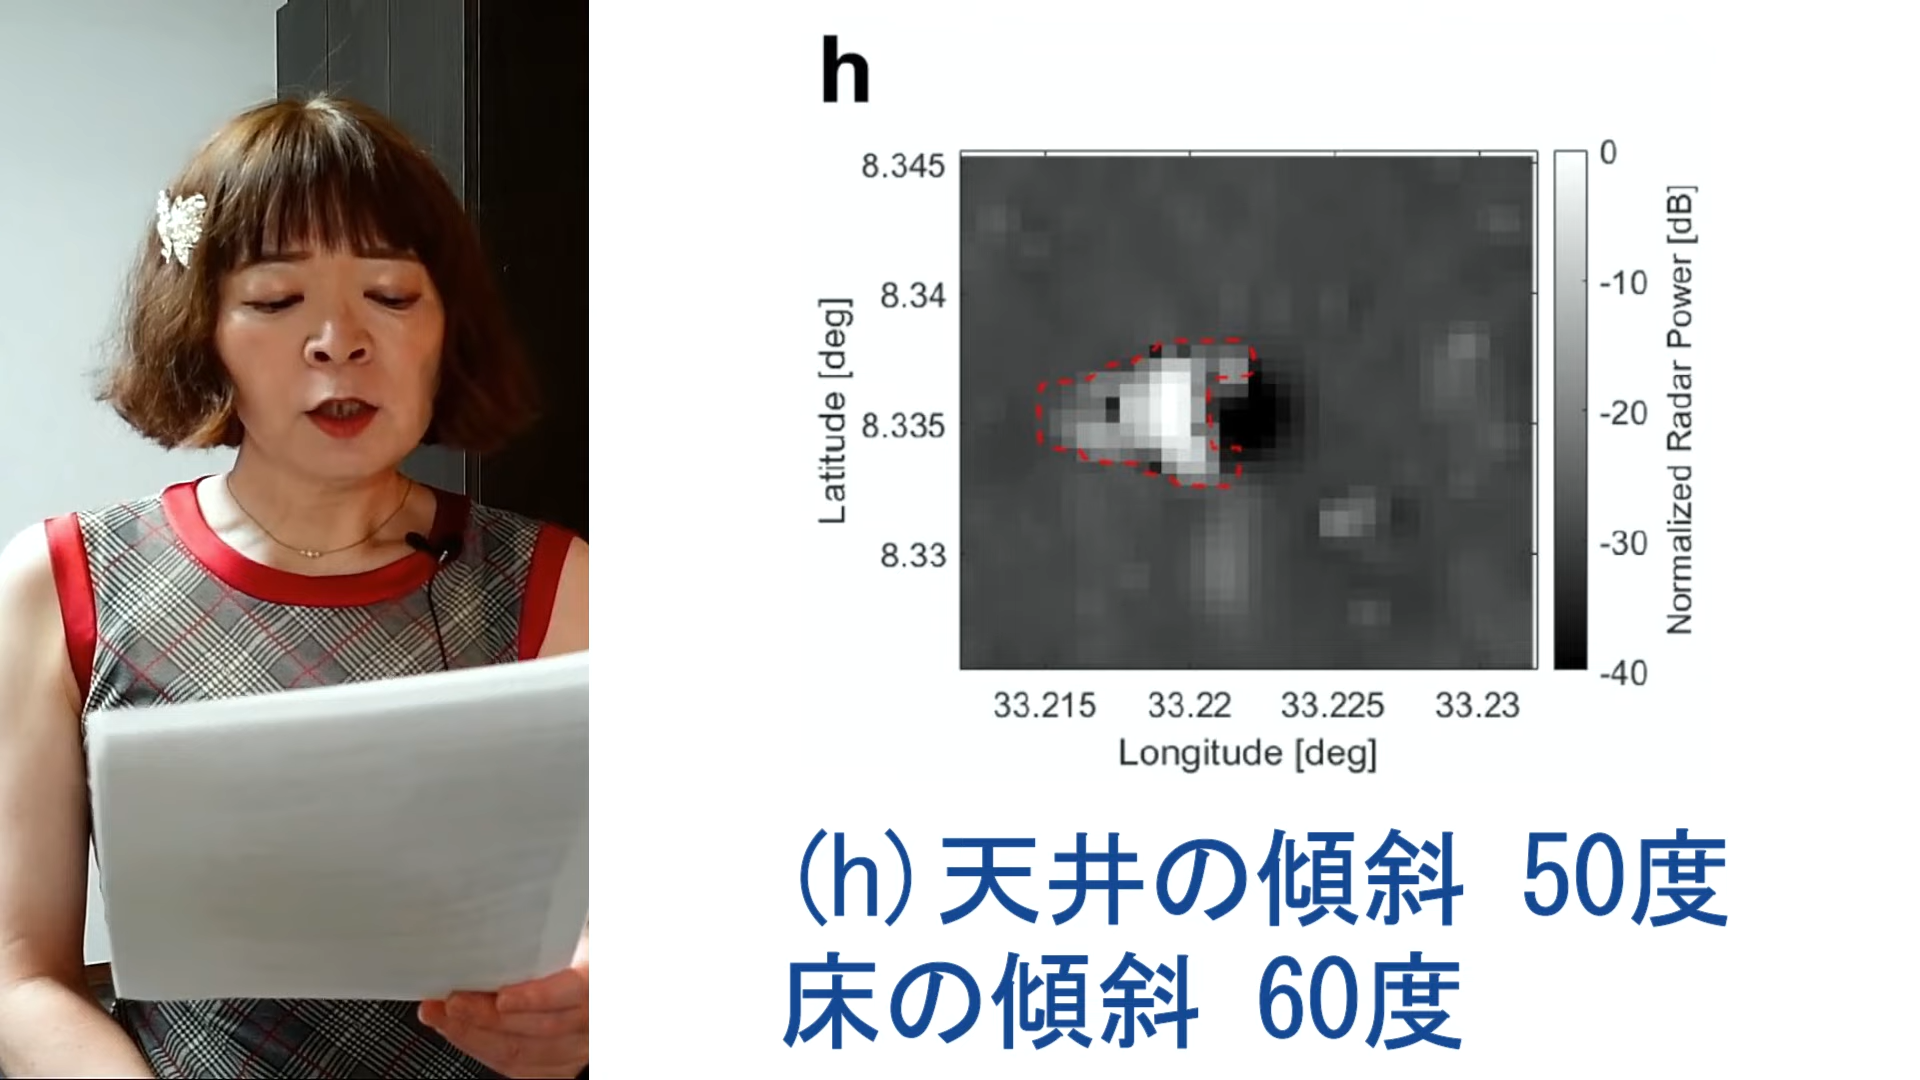 h
8.345
8.34
8.335
8.33
Latitude [deg]
33.215 33.22 33.225 33.23
Longitude [deg]
0
-10
-20
-30
-40
Normalized Radar Power [dB]
(h)天井の傾斜 50度
床の傾斜 60度